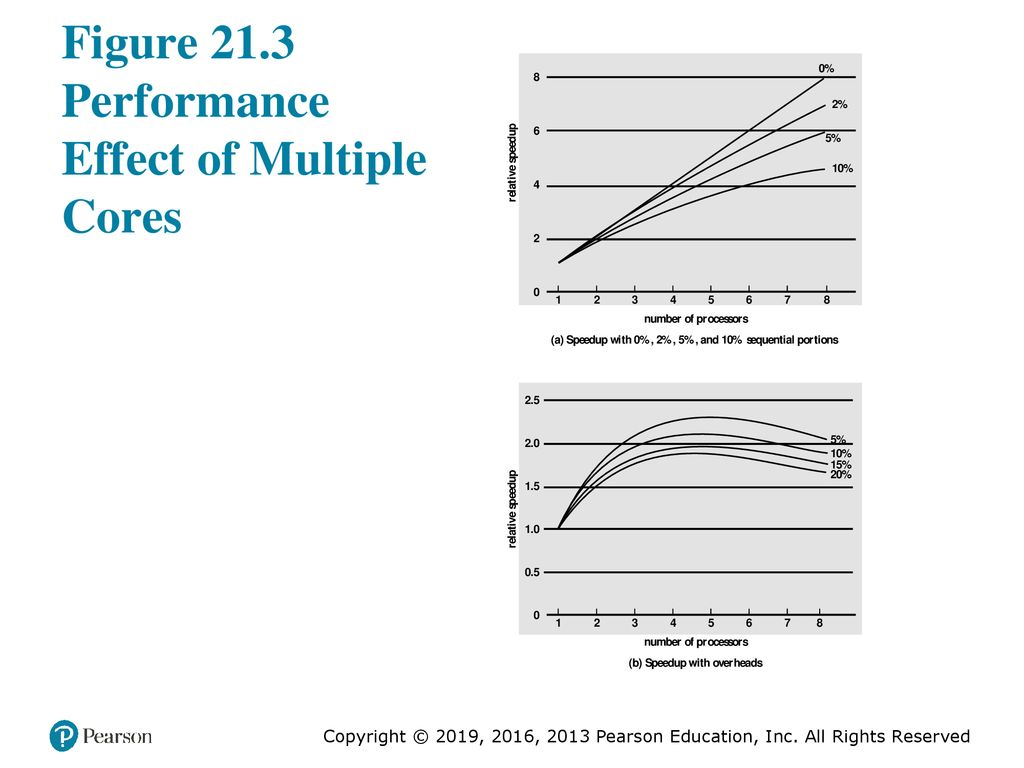 Figure 21.3
Performance
Effect of Multiple
Cores
0%
8
2%
6
5%
10%
4
2
0
relative speedup
1 2 3 4 5 6 7 8
number of processors
(a) Speedup with 0%, 2%, 5%, and 10% sequential portions
2.5
2.0
5%
10%
15%
20%
1.5
1.0
0.5
0
relative speedup
1 2 3 4 5 6 7 8
number of processors
(b) Speedup with overheads
P Pearson
Copyright © 2019, 2016, 2013 Pearson Education, Inc. All Rights Reserved